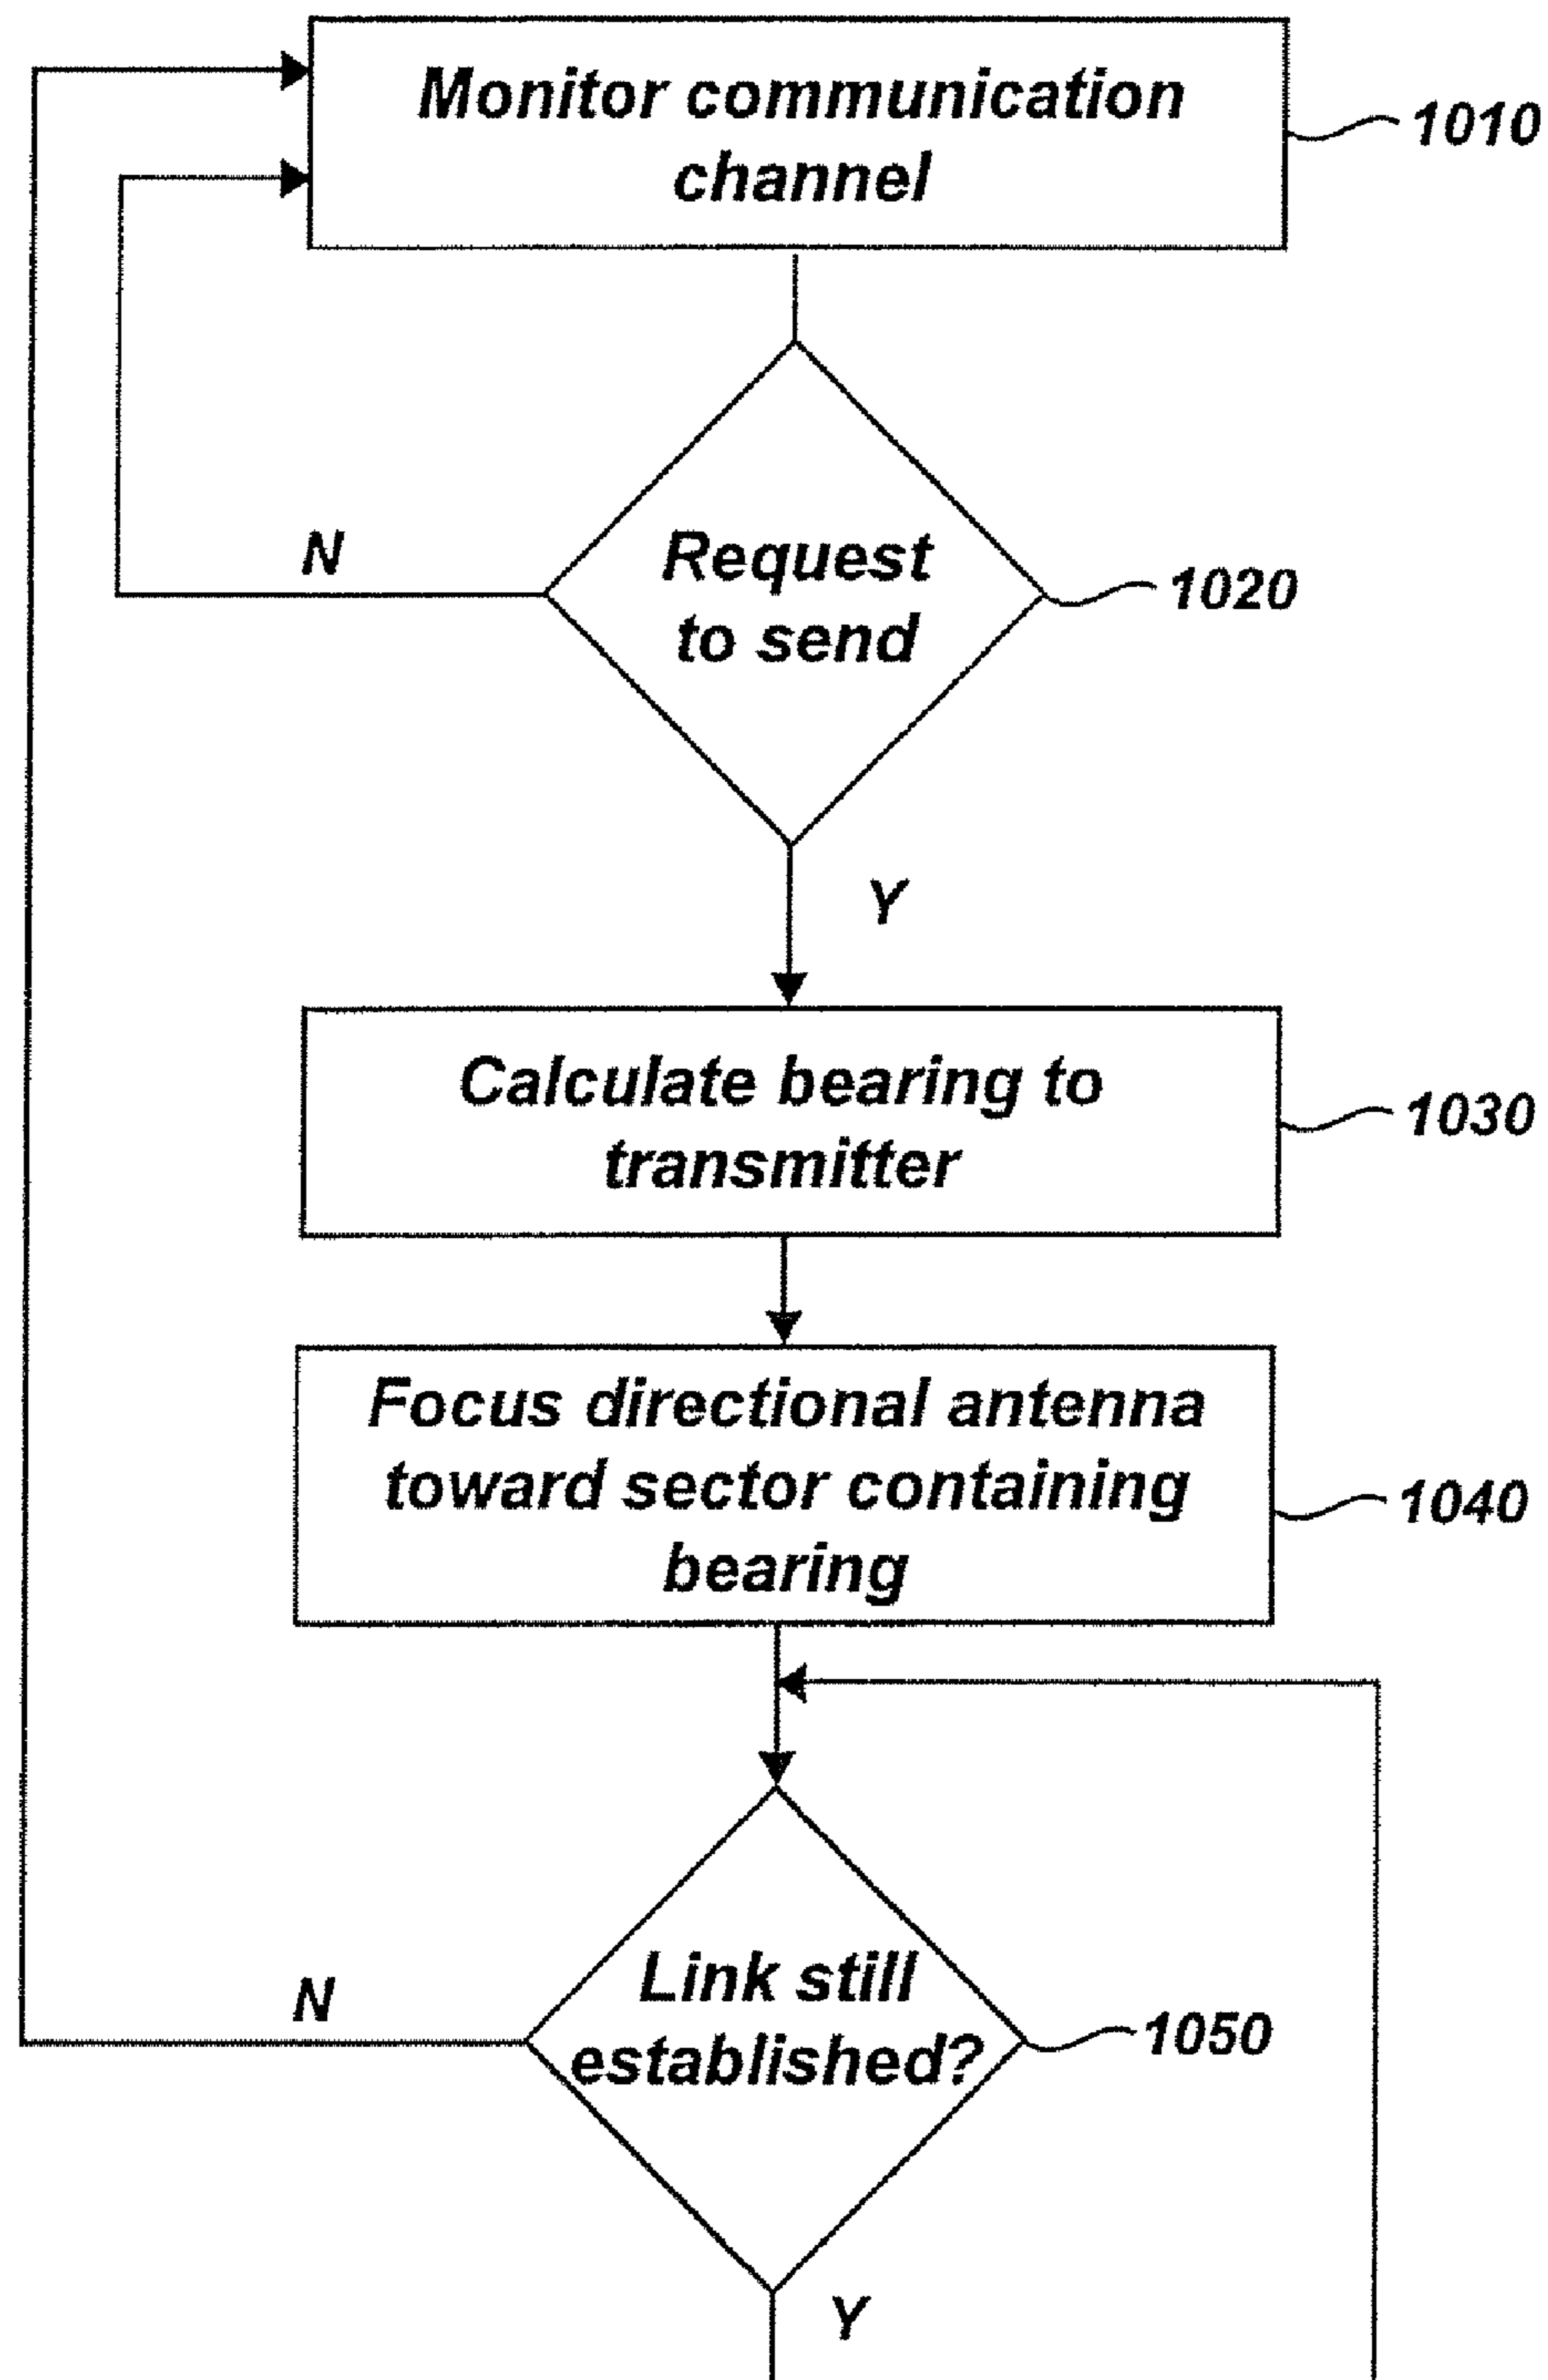 Monitor communication
channel
1010
N
Request
to send
1020
Y
Calculate bearing to
transmitter
1030
Focus directional antenna
toward sector containing
bearing
1040
N
Link still
established?
1050
Y